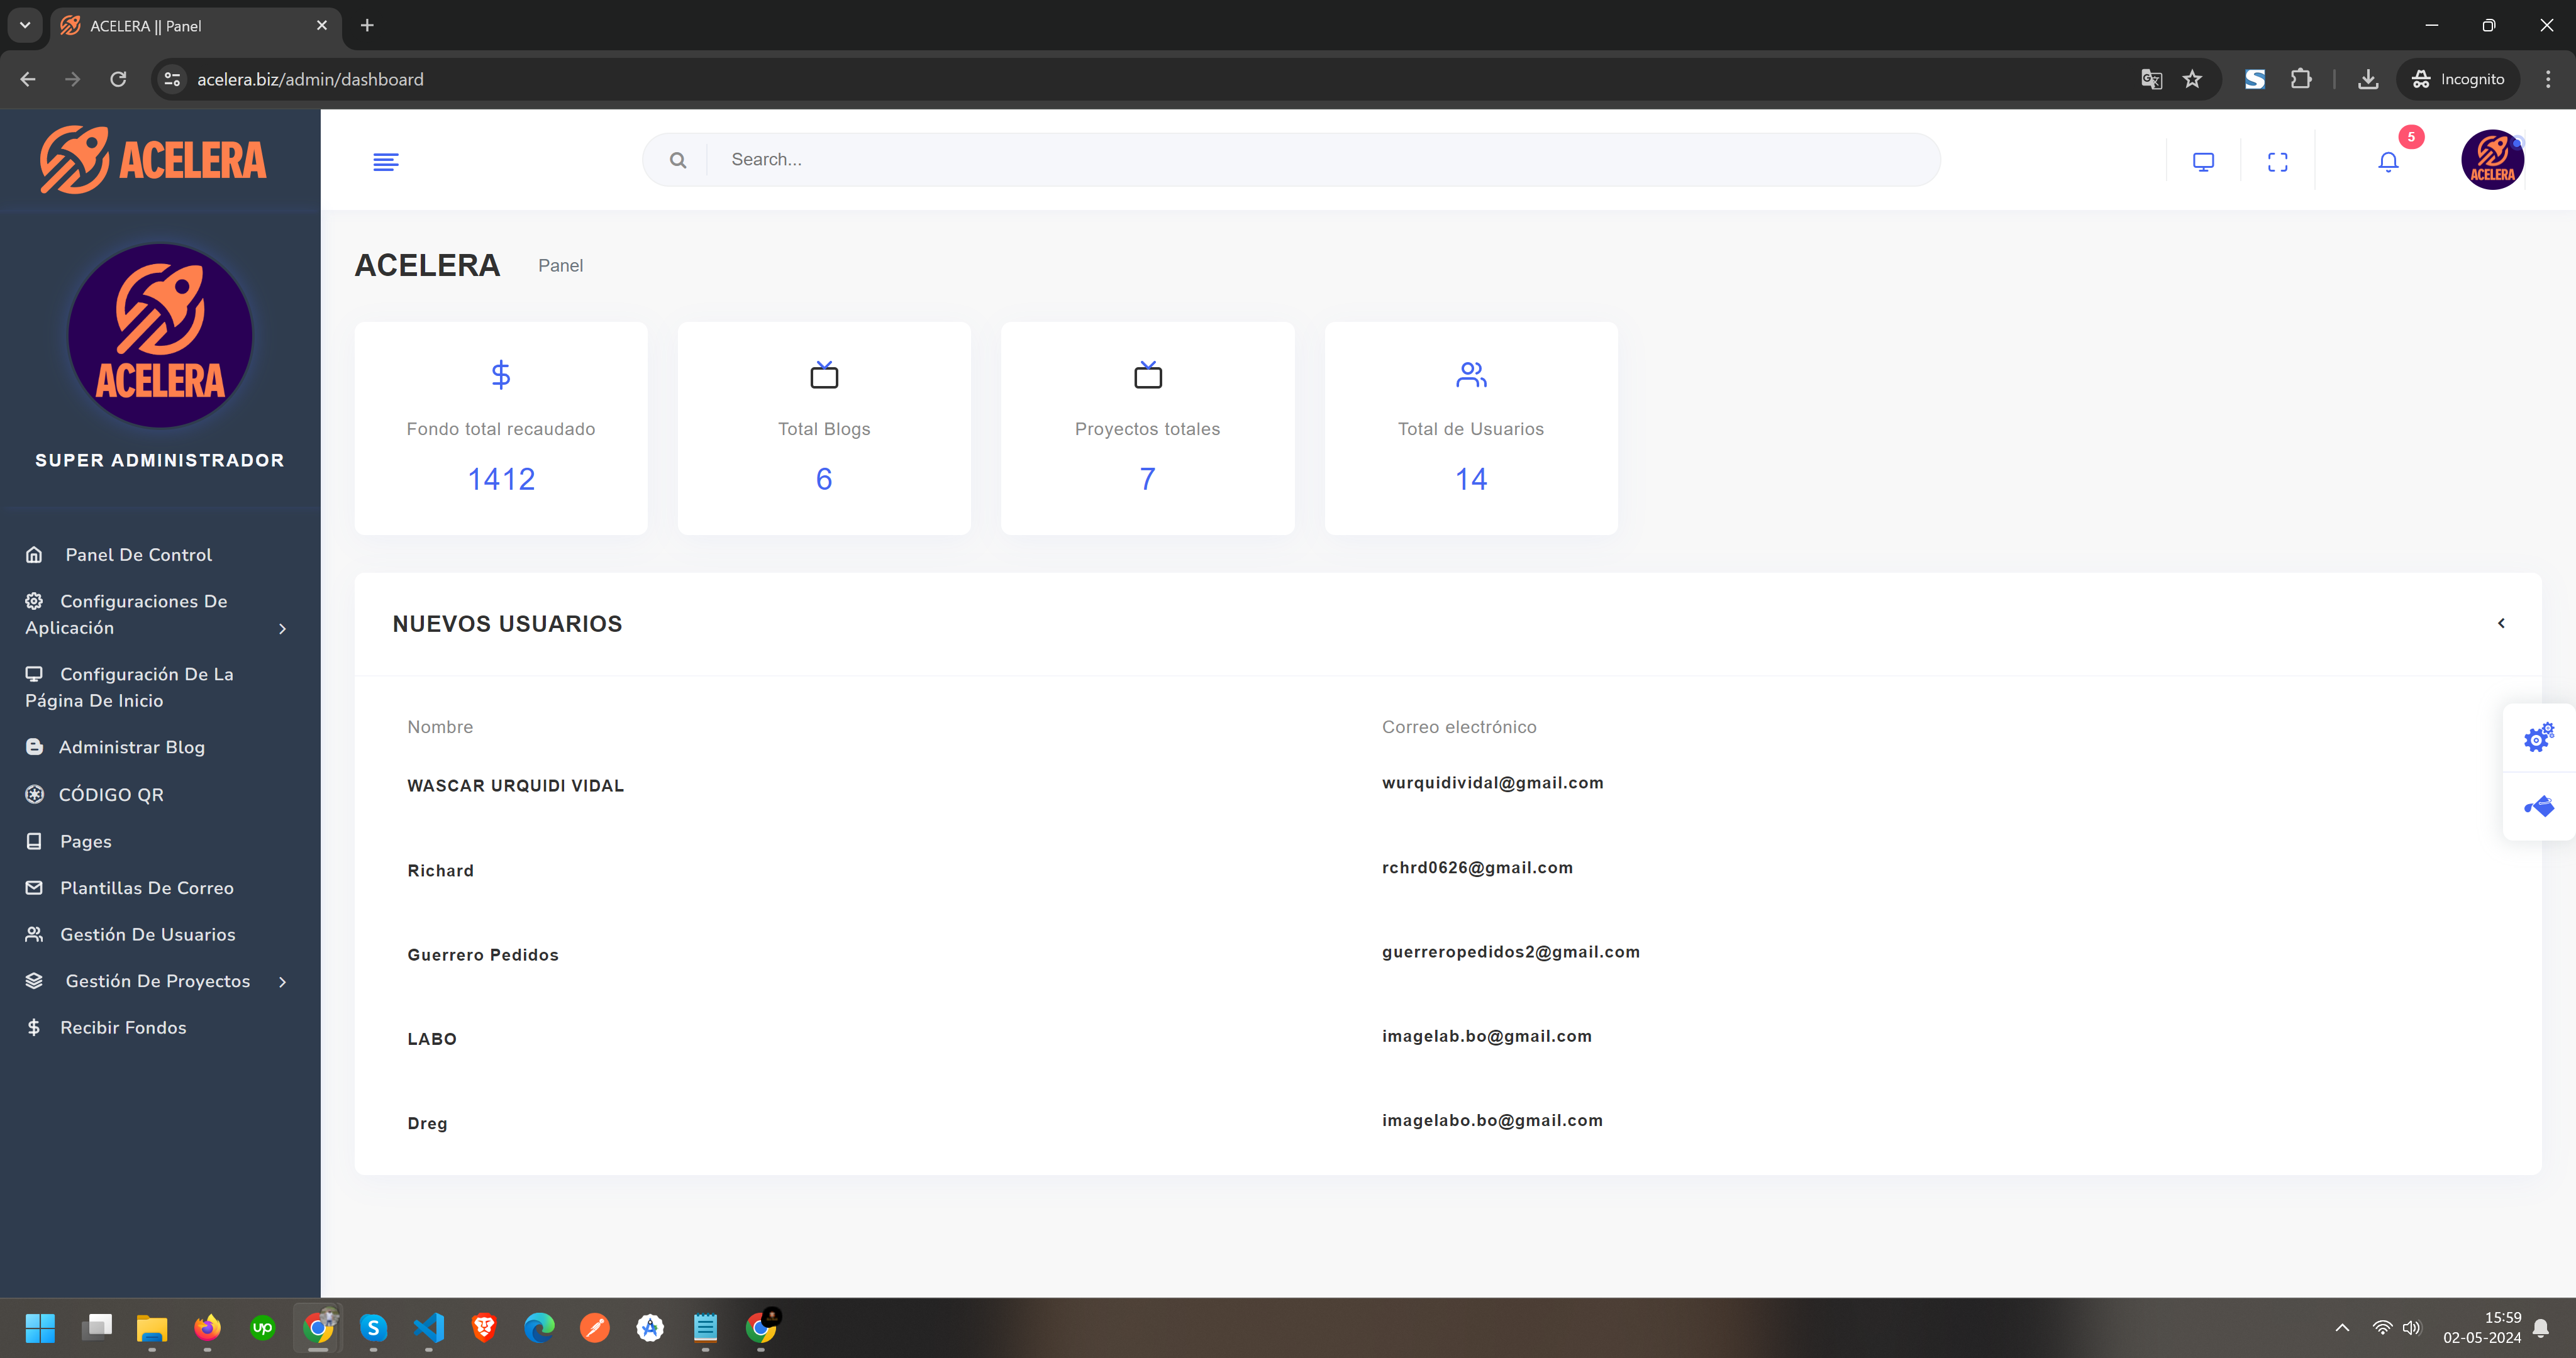 ACELERA || Panel
acelera.biz/admin/dashboard
Incognito
ACELERA
Search...
5
ACELERA
ACELERA
SUPER ADMINISTRADOR
Panel De Control
Configuraciones De
Aplicación
Configuración De La
Página De Inicio
Administrar Blog
CÓDIGO QR
Pages
Plantillas De Correo
Gestión De Usuarios
Gestión De Proyectos
Recibir Fondos
ACELERA Panel
Fondo total recaudado
1412
Total Blogs
6
Proyectos totales
7
Total de Usuarios
14
NUEVOS USUARIOS
Nombre Correo electrónico
WASCAR URQUIDI VIDAL wurquidividal@gmail.com
Richard rchrd0626@gmail.com
Guerrero Pedidos guerreropedidos2@gmail.com
LABO imagelab.bo@gmail.com
Dreg imagelabo.bo@gmail.com
up
S
15:59
02-05-2024